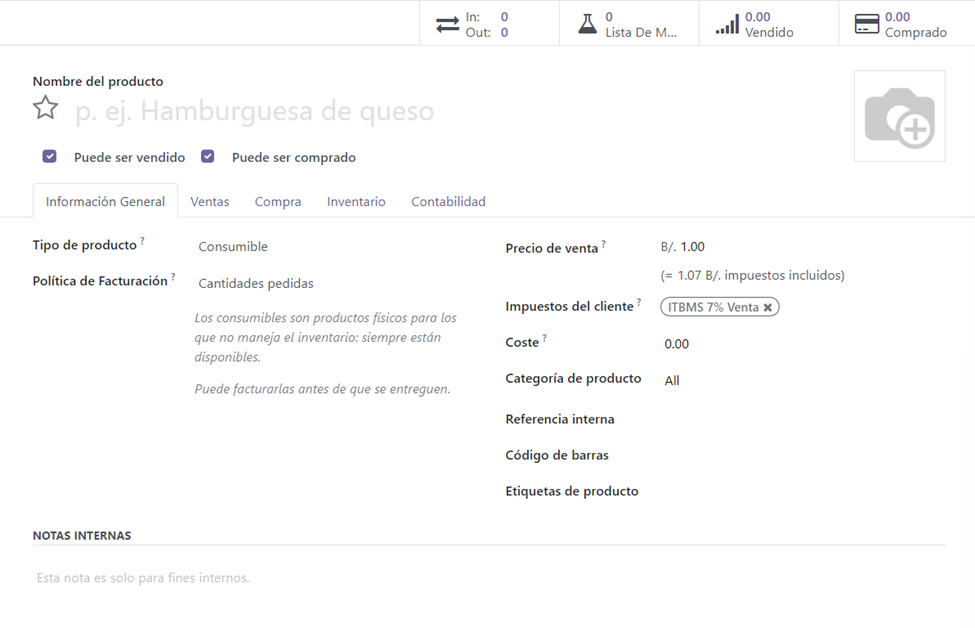 In: 0
Out: 0
0
Lista De M...
0.00
Vendido
0.00
Comprado
Nombre del producto
p. ej. Hamburguesa de queso
Puede ser vendido Puede ser comprado
Información General Ventas Compra Inventario Contabilidad
Tipo de producto ? Consumible
Política de Facturación ? Cantidades pedidas
Los consumibles son productos físicos para los
que no maneja el inventario: siempre están
disponibles.
Puede facturarlas antes de que se entreguen.
Precio de venta ? B/. 1.00
(= 1.07 B/. impuestos incluidos)
Impuestos del cliente ? ITBMS 7% Venta ×
Coste ? 0.00
Categoría de producto All
Referencia interna
Código de barras
Etiquetas de producto
NOTAS INTERNAS
Esta nota es solo para fines internos.